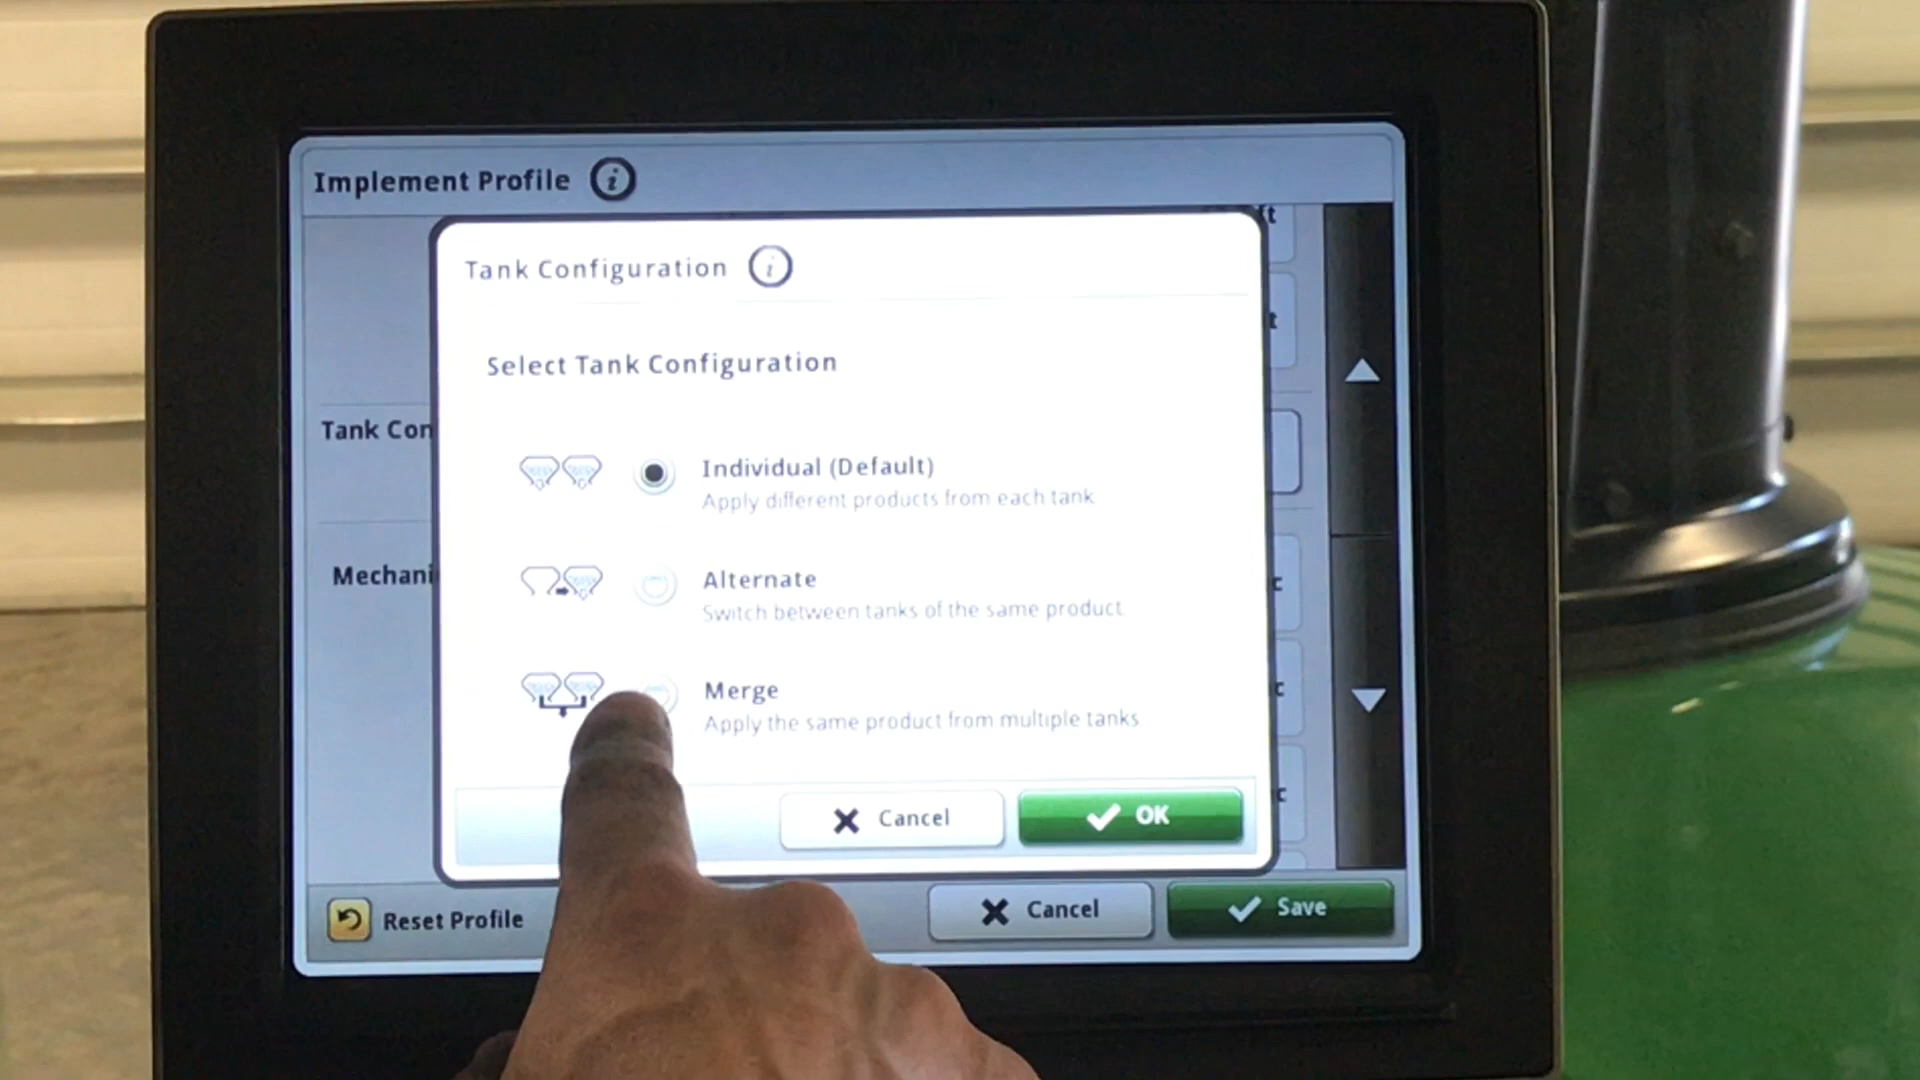 Implement Profile
ft
Tank Configuration
t
Select Tank Configuration
Tank Con
Individual (Default)
Apply different products from each tank
Mechani
Alternate
c
Switch between tanks of the same product
Merge
c
Apply the same product from multiple tanks
c
Cancel
OK
Reset Profile
Cancel
Save